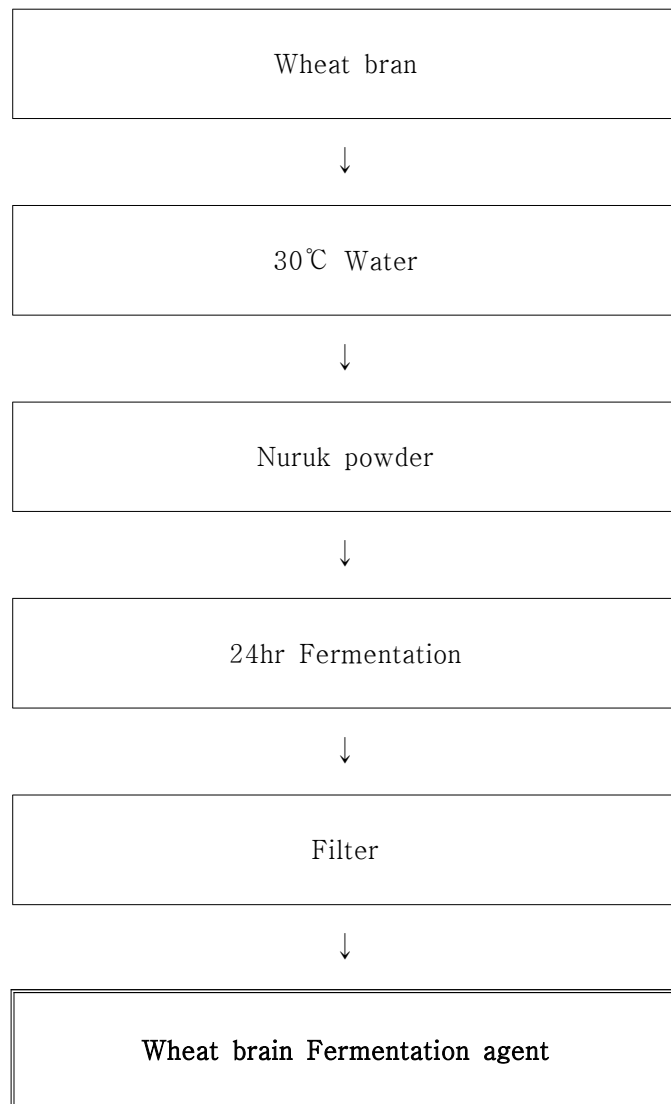 Wheat bran
↓
30℃ Water
↓
Nuruk powder
↓
24hr Fermentation
↓
Filter
↓
Wheat brain Fermentation agent